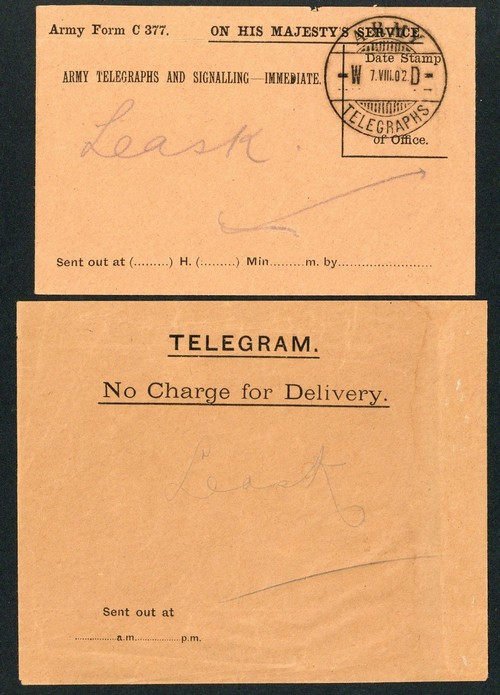 Army Form C 377. ON HIS MAJESTY'S SERVICE.
ARMY TELEGRAPHS AND SIGNALLING—IMMEDIATE.
Date Stamp
of Office.
ARMY
W 7.VIII.02 D
TELEGRAPHS
Leask.
Sent out at (.........) H. (.........) Min.........m. by........................
TELEGRAM.
No Charge for Delivery.
Leask
Sent out at
............a.m.............p.m.